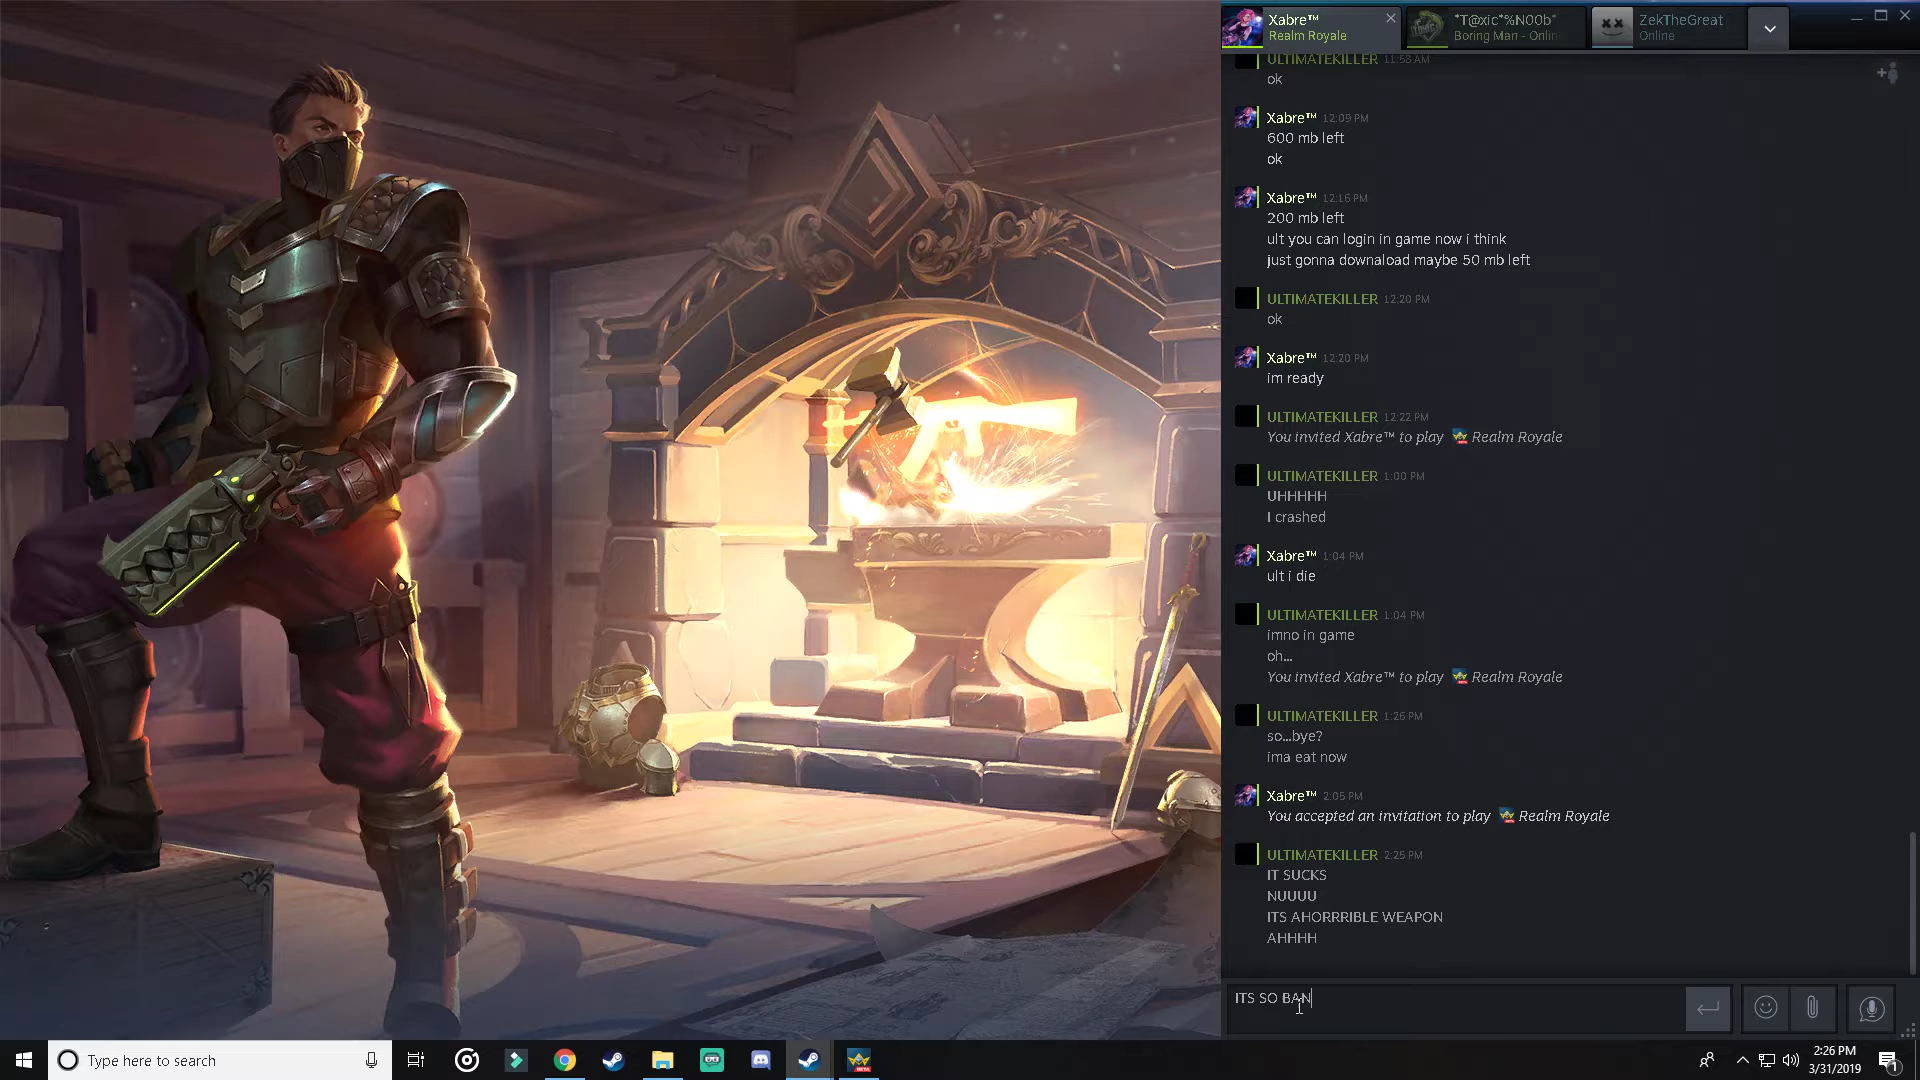 Xabre™
Realm Royale
*T@xic*%N00b*
Boring Man - Onlin
ZekTheGreat
Online
ULTIMATEKILLER 11:58 AM
ok
Xabre™ 12:09 PM
600 mb left
ok
Xabre™ 12:16 PM
200 mb left
ult you can login in game now i think
just gonna downaload maybe 50 mb left
ULTIMATEKILLER 12:20 PM
ok
Xabre™ 12:20 PM
im ready
ULTIMATEKILLER 12:22 PM
You invited Xabre™ to play Realm Royale
ULTIMATEKILLER 1:00 PM
UHHHHH
I crashed
Xabre™ 1:04 PM
ult i die
ULTIMATEKILLER 1:04 PM
imno in game
oh...
You invited Xabre™ to play Realm Royale
ULTIMATEKILLER 1:26 PM
so...bye?
ima eat now
Xabre™ 2:05 PM
You accepted an invitation to play Realm Royale
ULTIMATEKILLER 2:25 PM
IT SUCKS
NUUUU
ITS AHORRRIBLE WEAPON
AHHHH
ITS SO BAN
Type here to search
2:26 PM
3/31/2019
1